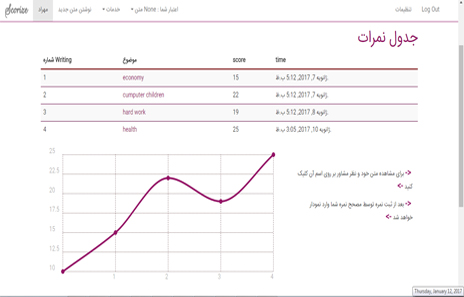 Scorize مهراد نوشتن متن جدید خدمات اعتبار شما : None متن تنظیمات Log Out
جدول نمرات
شماره Writing موضوع score time
1 economy 15 ژانویه 7, 2017, 5:12 ب.ظ.
2 cumputer children 22 ژانویه 7, 2017, 5:12 ب.ظ.
3 hard work 19 ژانویه 8, 2017, 5:12 ب.ظ.
4 health 25 ژانویه 10, 2017, 3:05 ب.ظ.
25
22.5
20
17.5
15
12.5
10
1 2 3 4
برای مشاهده متن خود و نظر مشاور بر روی اسم آن کلیک
کنید
بعد از ثبت نمره توسط مصحح نمره شما وارد نمودار
خواهد شد
Thursday, January 12, 2017